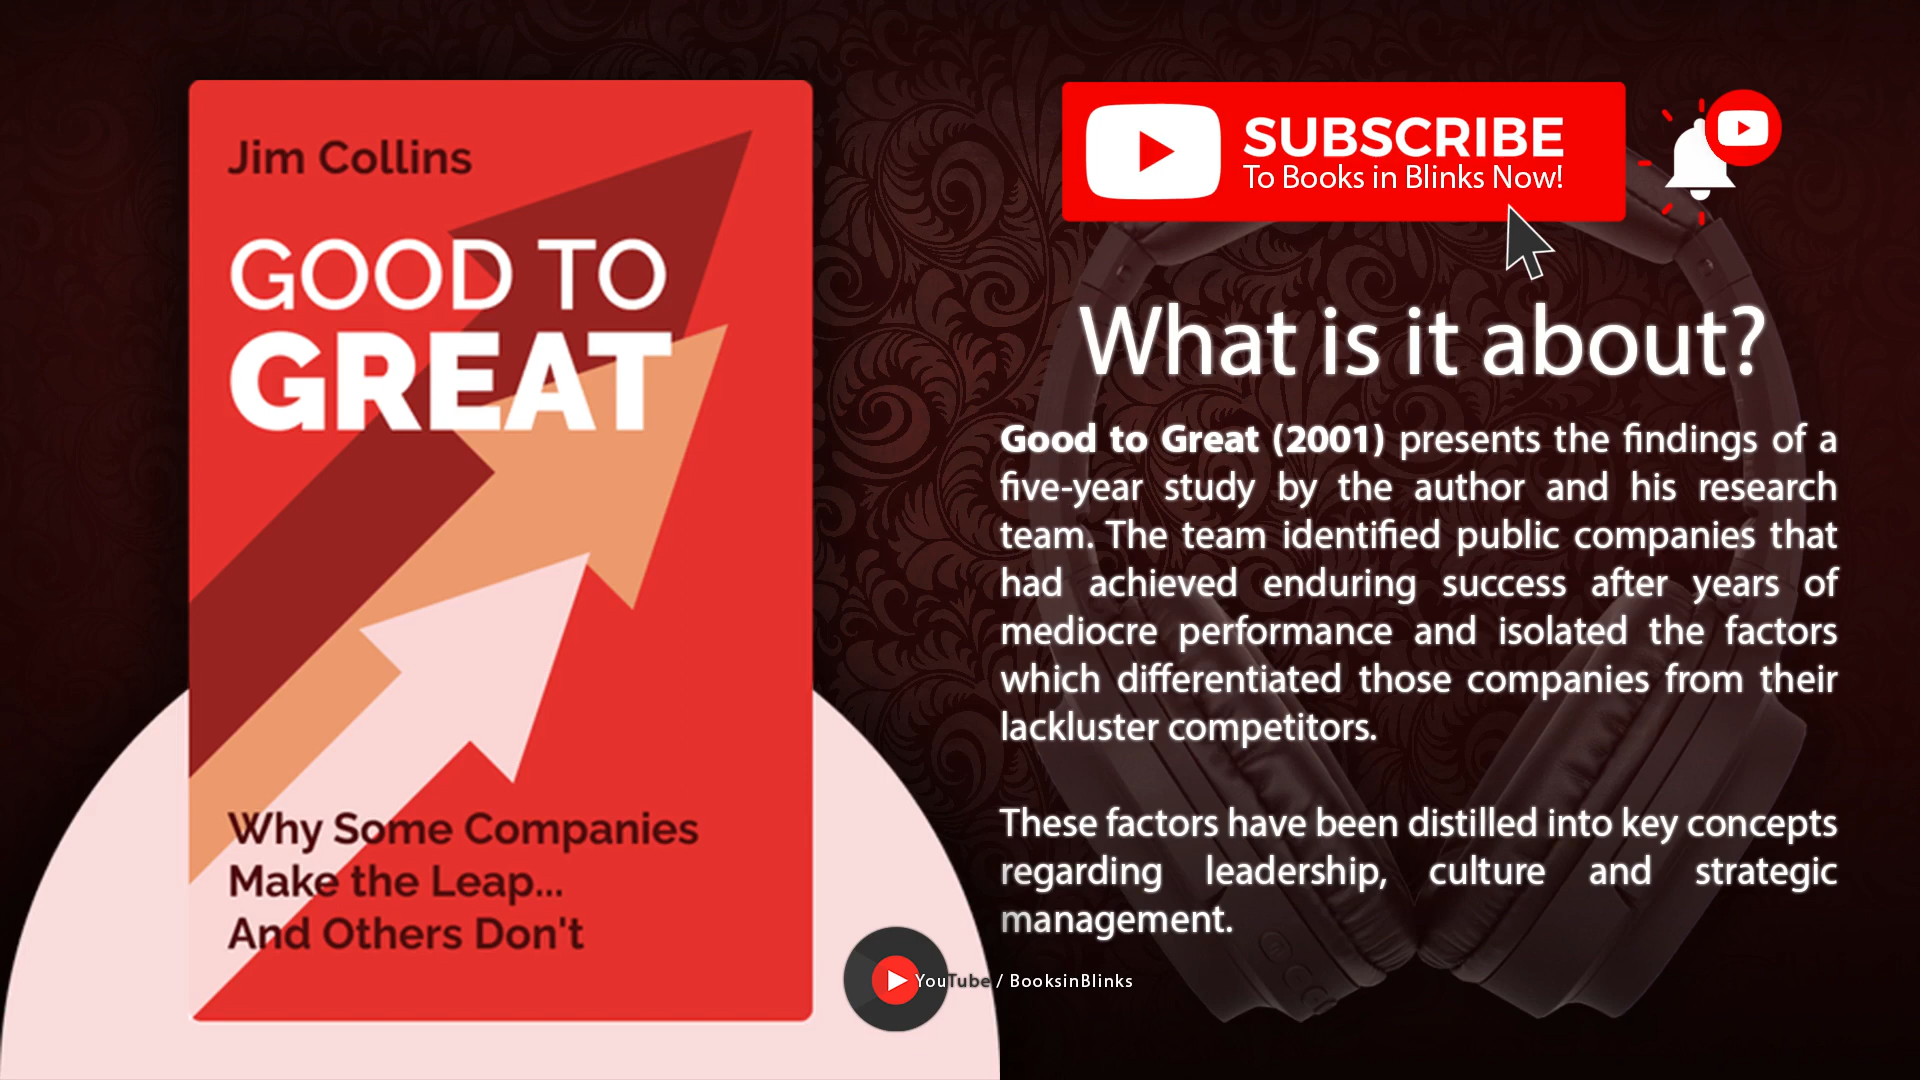 Jim Collins
GOOD TO
GREAT
Why Some Companies
Make the Leap...
And Others Don't
SUBSCRIBE
To Books in Blinks Now!
What is it about?
Good to Great (2001) presents the findings of a
five-year study by the author and his research
team. The team identified public companies that
had achieved enduring success after years of
mediocre performance and isolated the factors
which differentiated those companies from their
lackluster competitors.
These factors have been distilled into key concepts
regarding leadership, culture and strategic
management.
YouTube / BooksinBlinks